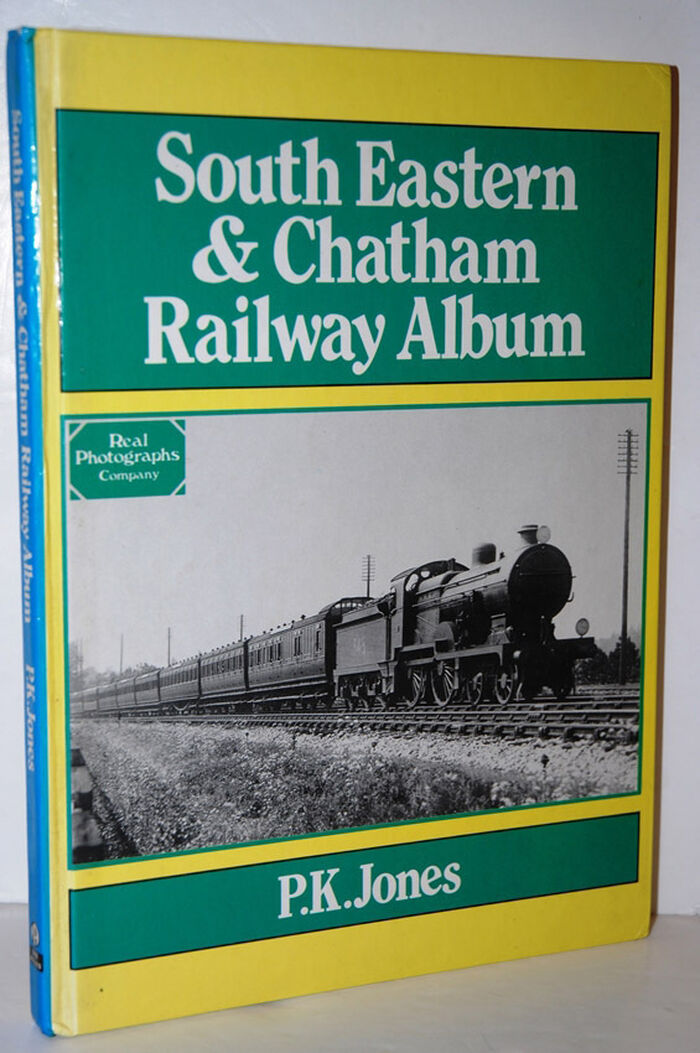 South Eastern
& Chatham
Railway Album
Real
Photographs
Company
P.K.Jones
South Eastern & Chatham Railway Album P.K.Jones